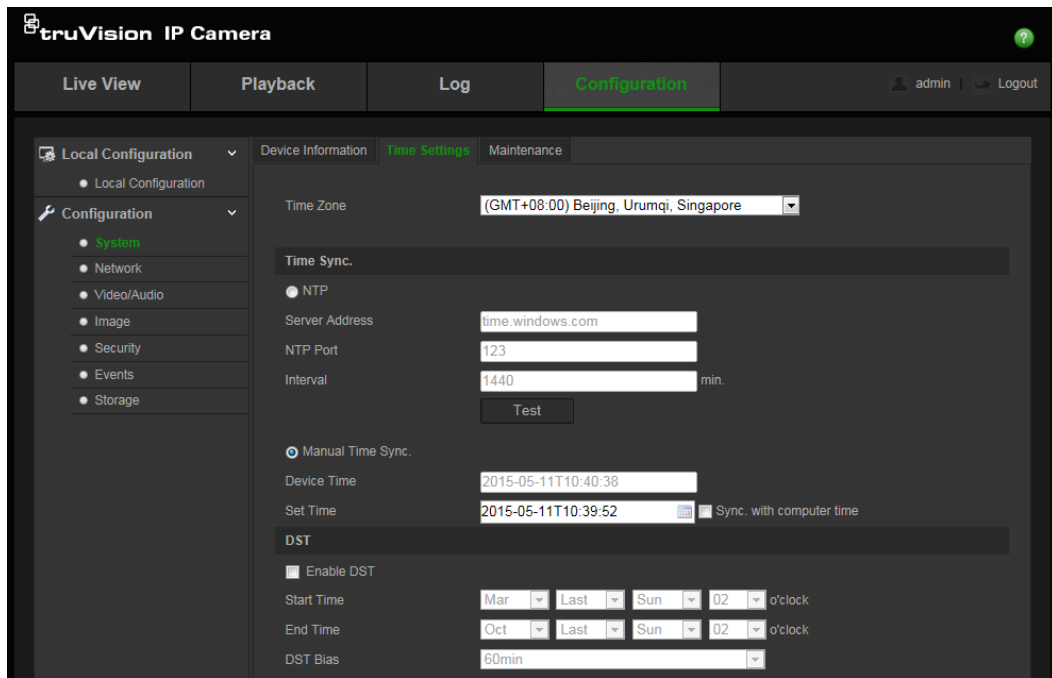 truVision IP Camera
?
Live View Playback Log Configuration admin | Logout
Local Configuration
Local Configuration
Configuration
System
Network
Video/Audio
Image
Security
Events
Storage
Device Information Time Settings Maintenance
Time Zone (GMT+08:00) Beijing, Urumqi, Singapore
Time Sync.
NTP
Server Address time.windows.com
NTP Port 123
Interval 1440 min.
Test
Manual Time Sync.
Device Time 2015-05-11T10:40:38
Set Time 2015-05-11T10:39:52 Sync. with computer time
DST
Enable DST
Start Time Mar Last Sun 02 o'clock
End Time Oct Last Sun 02 o'clock
DST Bias 60min